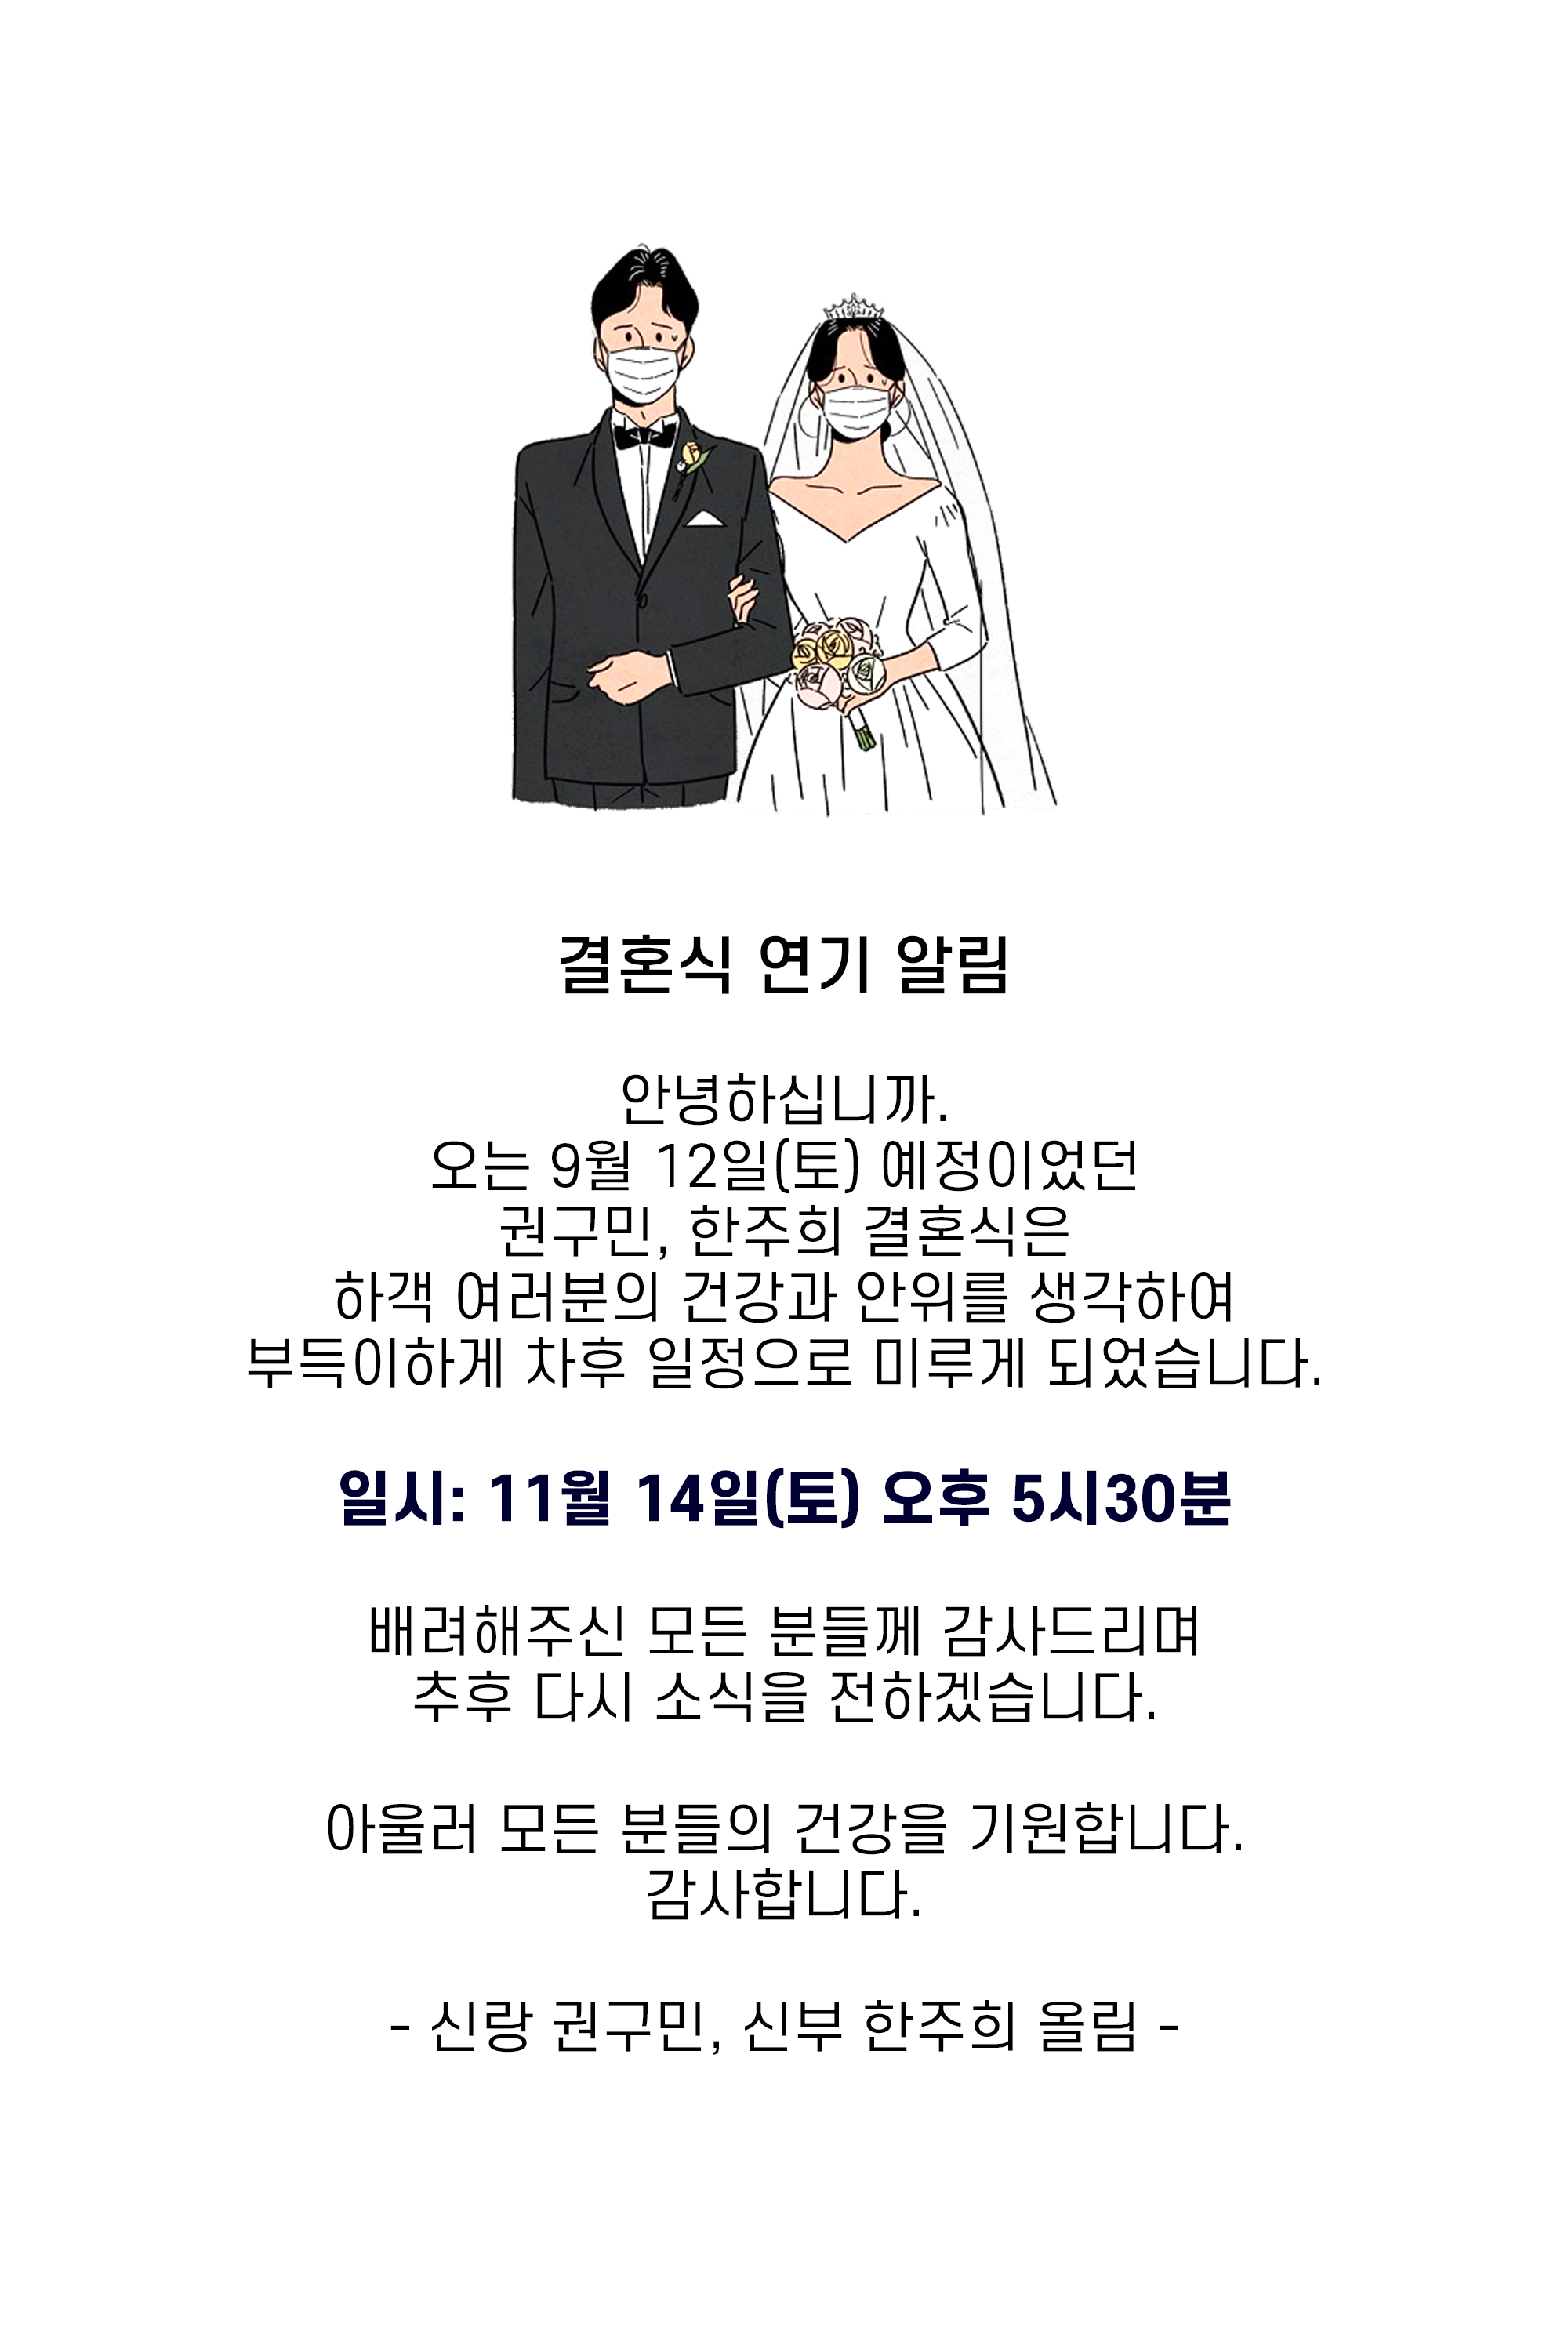 결혼식 연기 알림
안녕하십니까.
오는 9월 12일(토) 예정이었던
권구민, 한주희 결혼식은
하객 여러분의 건강과 안위를 생각하여
부득이하게 차후 일정으로 미루게 되었습니다.
일시: 11월 14일(토) 오후 5시30분
배려해주신 모든 분들께 감사드리며
추후 다시 소식을 전하겠습니다.
아울러 모든 분들의 건강을 기원합니다.
감사합니다.
- 신랑 권구민, 신부 한주희 올림 -